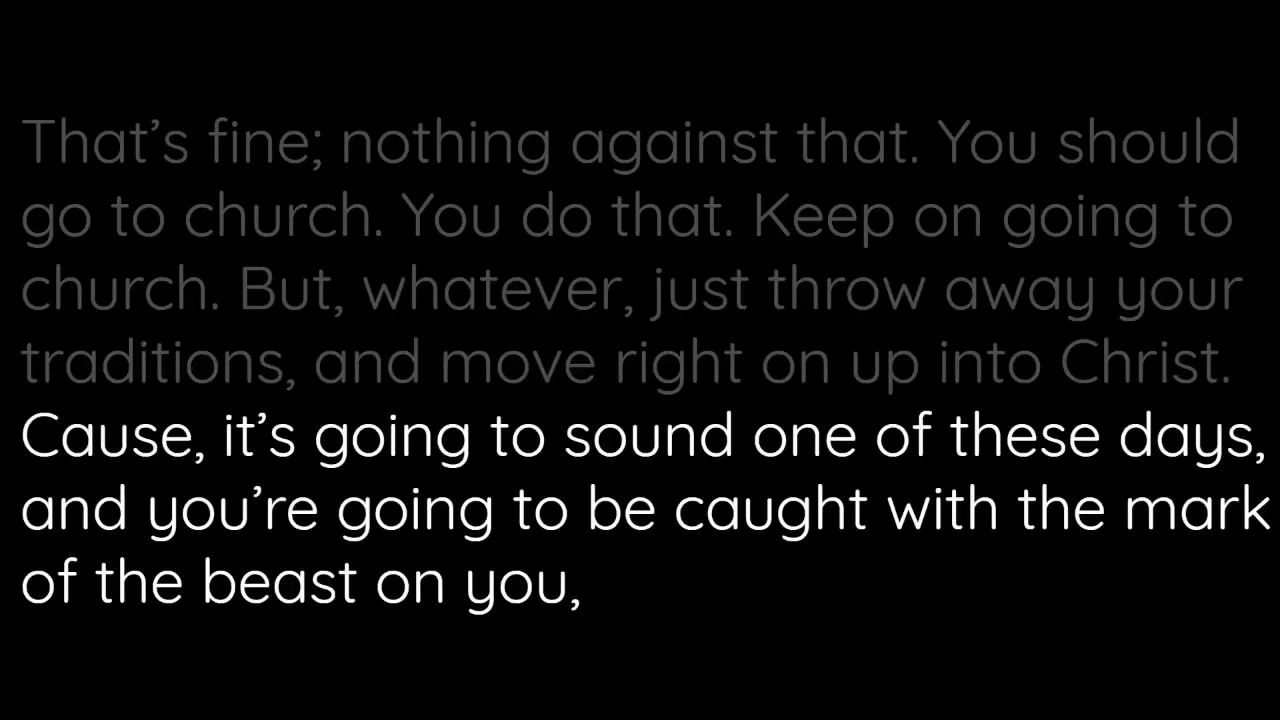 That’s fine; nothing against that. You should
go to church. You do that. Keep on going to
church. But, whatever, just throw away your
traditions, and move right on up into Christ.
Cause, it’s going to sound one of these days,
and you’re going to be caught with the mark
of the beast on you,